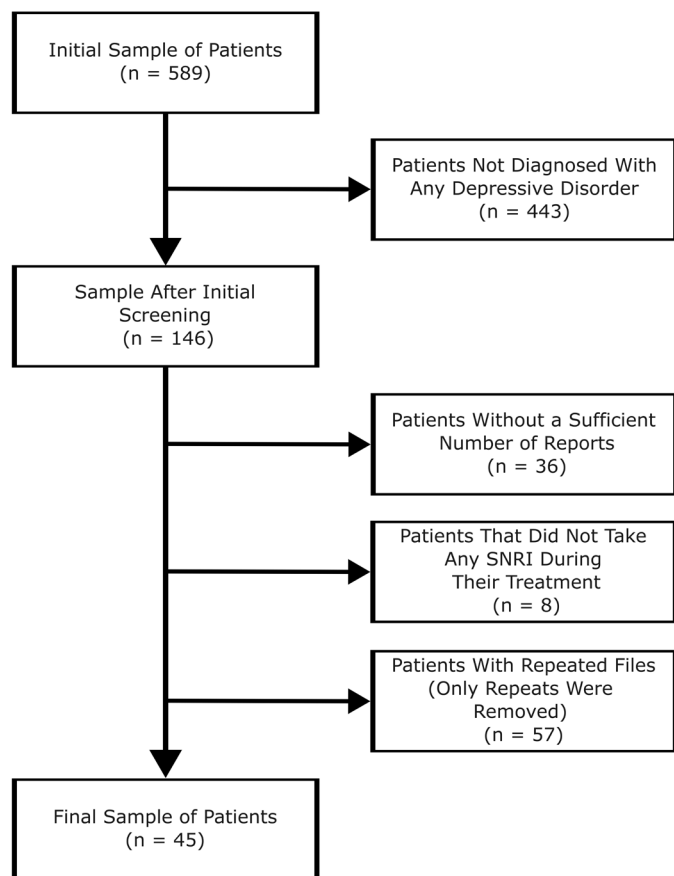 Initial Sample of Patients
(n = 589)
Patients Not Diagnosed With
Any Depressive Disorder
(n = 443)
Sample After Initial
Screening
(n = 146)
Patients Without a Sufficient
Number of Reports
(n = 36)
Patients That Did Not Take
Any SNRI During
Their Treatment
(n = 8)
Patients With Repeated Files
(Only Repeats Were
Removed)
(n = 57)
Final Sample of Patients
(n = 45)